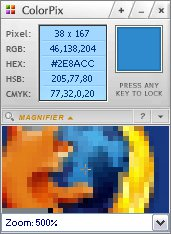 ColorPix
Pixel: 38 x 167
RGB: 46,138,204
HEX: #2E8ACC
HSB: 205,77,80
CMYK: 77,32,0,20
PRESS ANY
KEY TO LOCK
MAGNIFIER
?
Zoom: 500%